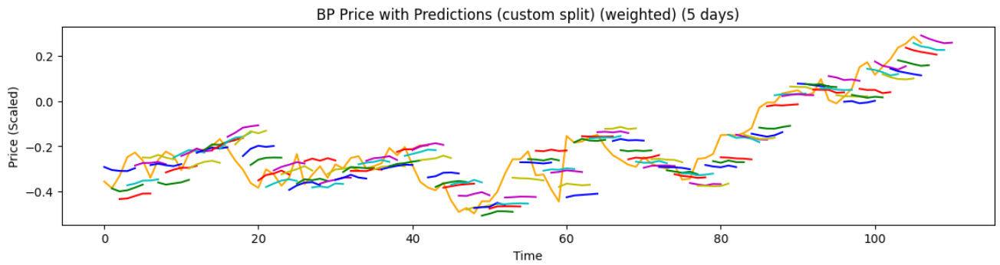 BP Price with Predictions (custom split) (weighted) (5 days)
Price (Scaled)
0.2
0.0
−0.2
−0.4
0 20 40 60 80 100
Time